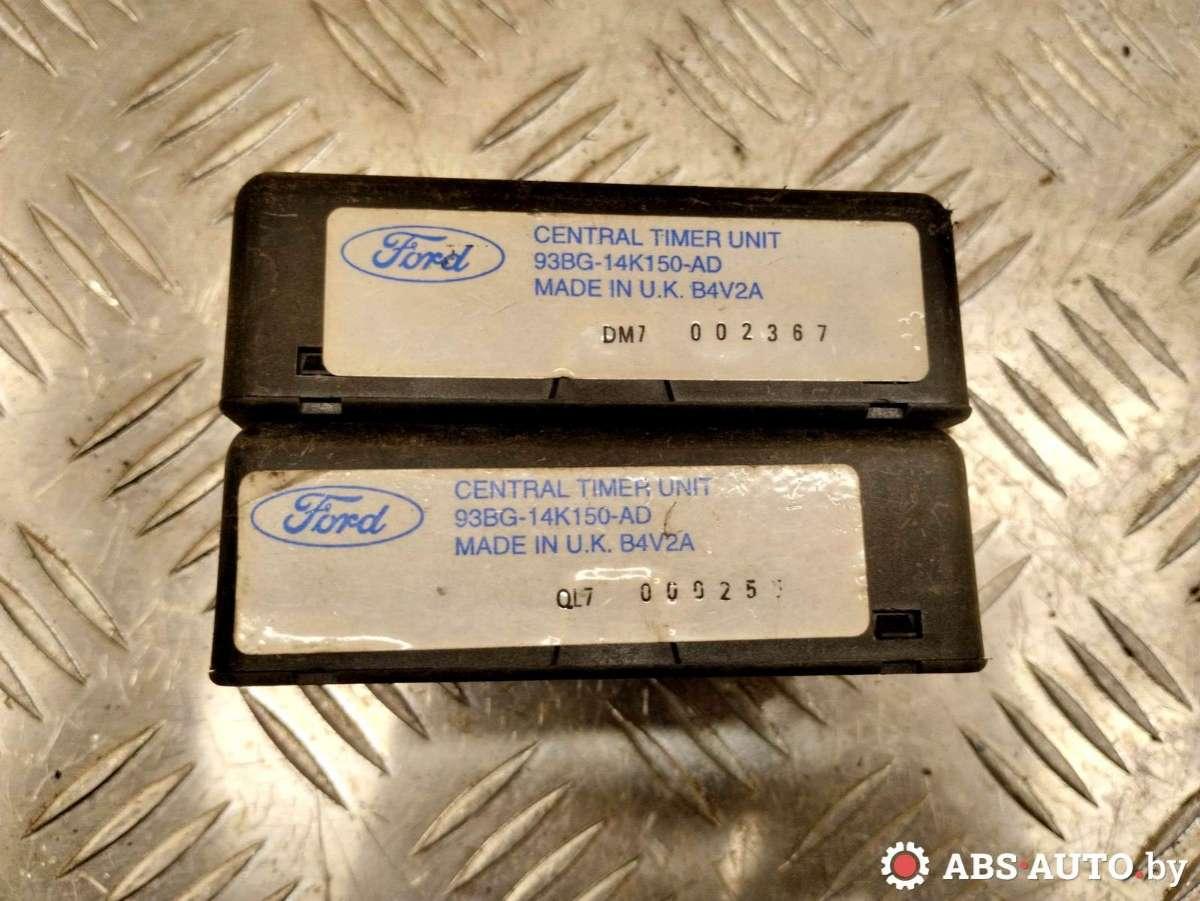 Ford
CENTRAL TIMER UNIT
93BG-14K150-AD
MADE IN U.K. B4V2A
DM7 002367
Ford
CENTRAL TIMER UNIT
93BG-14K150-AD
MADE IN U.K. B4V2A
QL7
ABS·AUTO.by